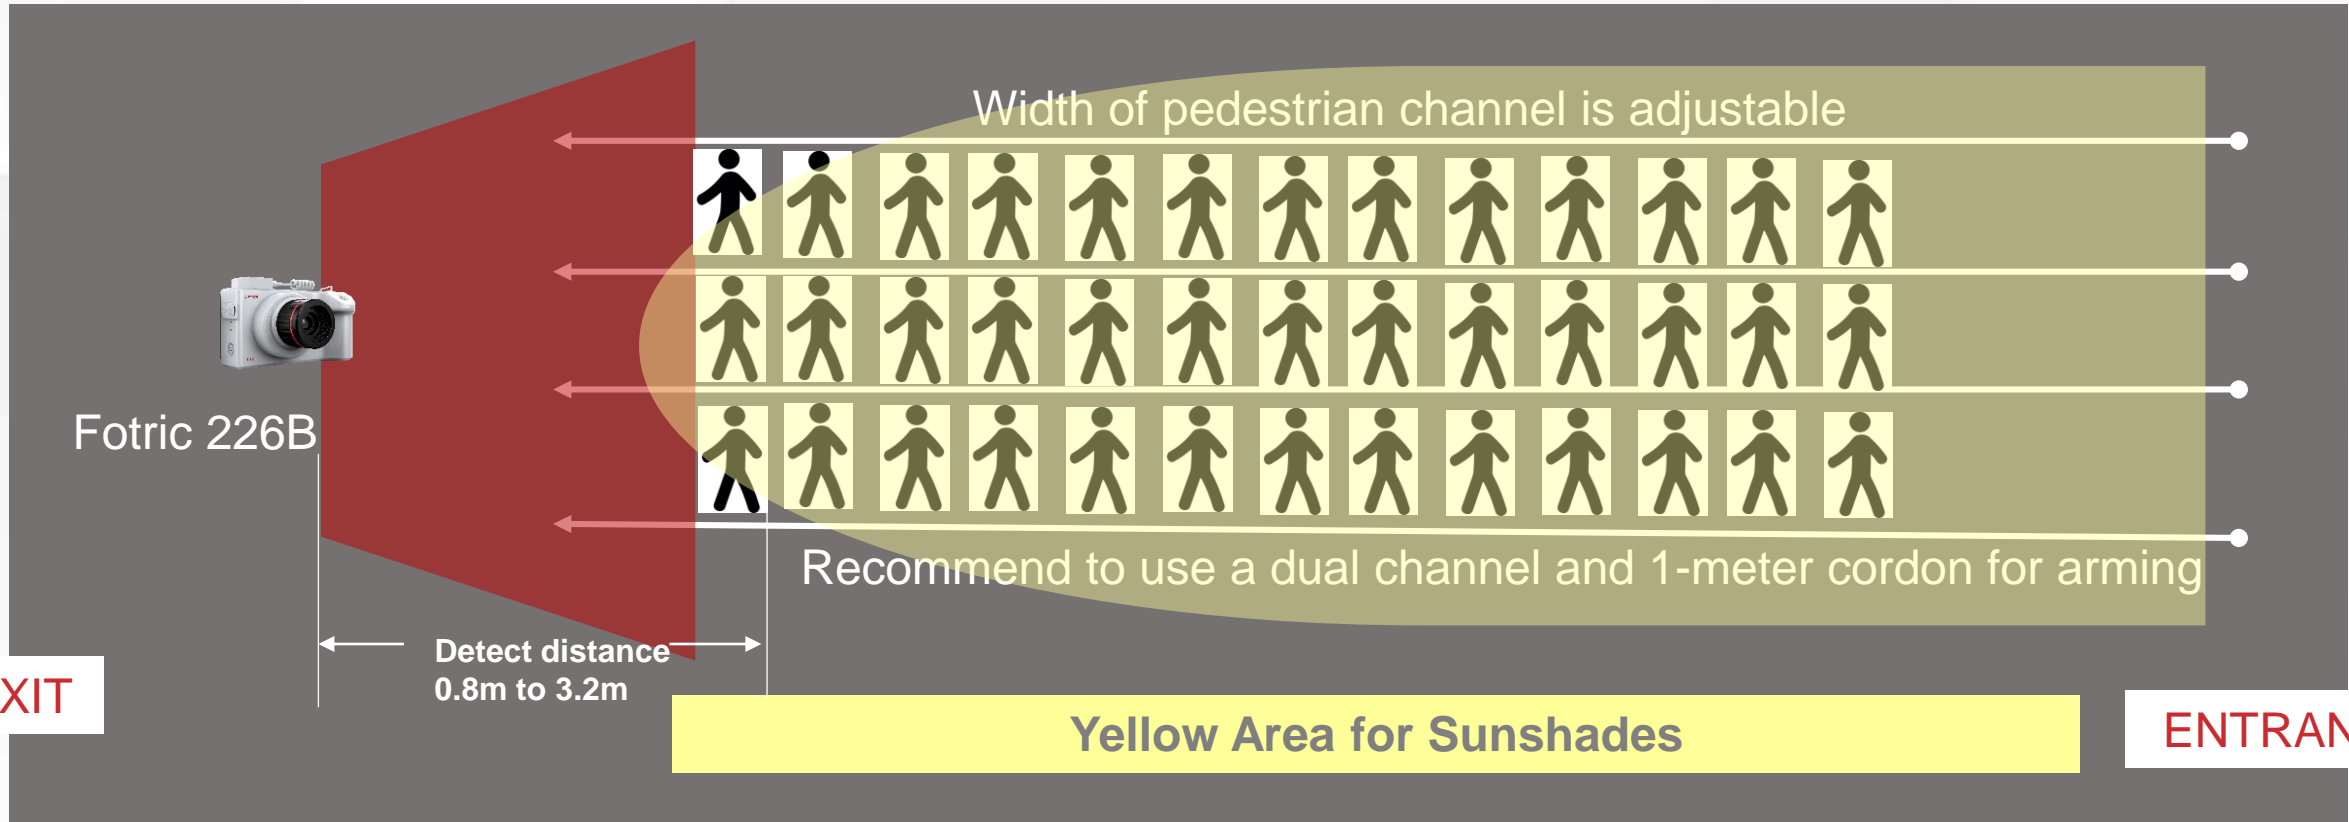 Width of pedestrian channel is adjustable
Fotric 226B
Recommend to use a dual channel and 1-meter cordon for arming
Detect distance
0.8m to 3.2m
XIT
Yellow Area for Sunshades
ENTRAN